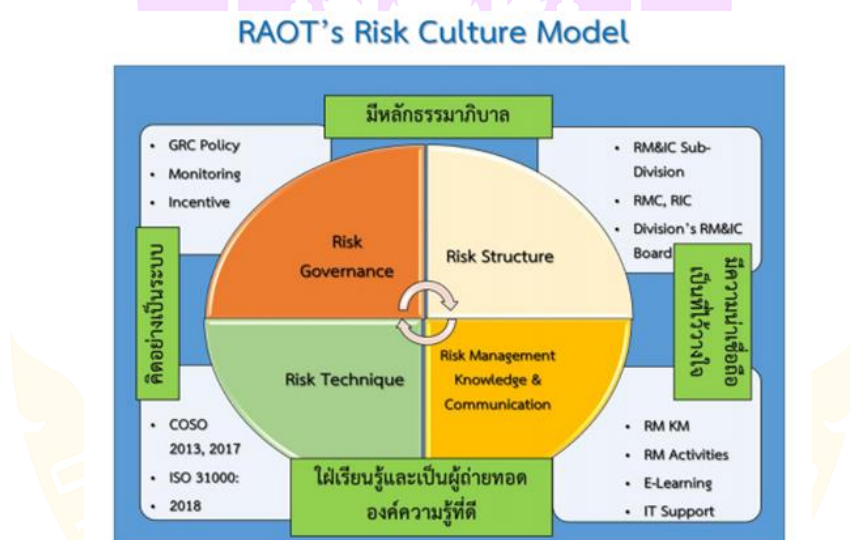 RAOT's Risk Culture Model
มีหลักธรรมาภิบาล
• GRC Policy
• Monitoring
• Incentive
• RM&IC Sub-
Division
• RMC, RIC
• Division's RM&IC
Board
Risk
Governance
Risk Structure
คิดอย่างเป็นระบบ
มีความน่าเชื่อถือ
เป็นที่ไว้วางใจ
Risk Technique
Risk Management
Knowledge &
Communication
• COSO
2013, 2017
• ISO 31000:
• 2018
• RM KM
• RM Activities
• E-Learning
• IT Support
ใฝ่เรียนรู้และเป็นผู้ถ่ายทอด
องค์ความรู้ที่ดี